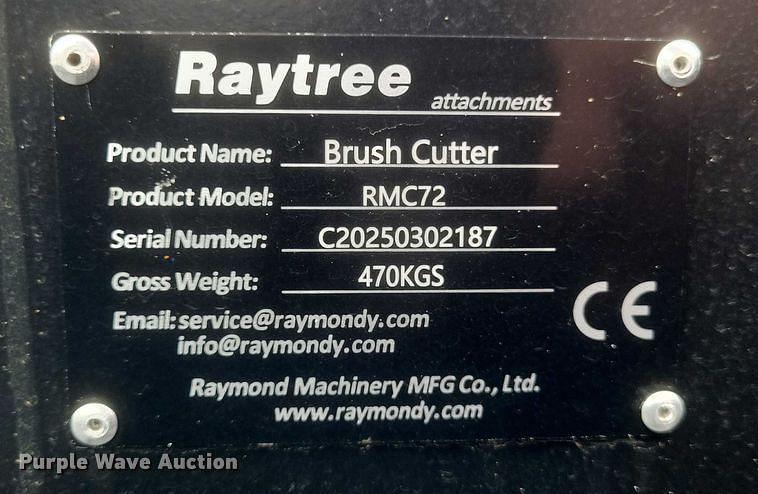 Raytree
attachments
Product Name: Brush Cutter
Product Model: RMC72
Serial Number: C20250302187
Gross Weight: 470KGS
Email: service@raymondy.com
info@raymondy.com
CE
Raymond Machinery MFG Co., Ltd.
www.raymondy.com
Purple Wave Auction